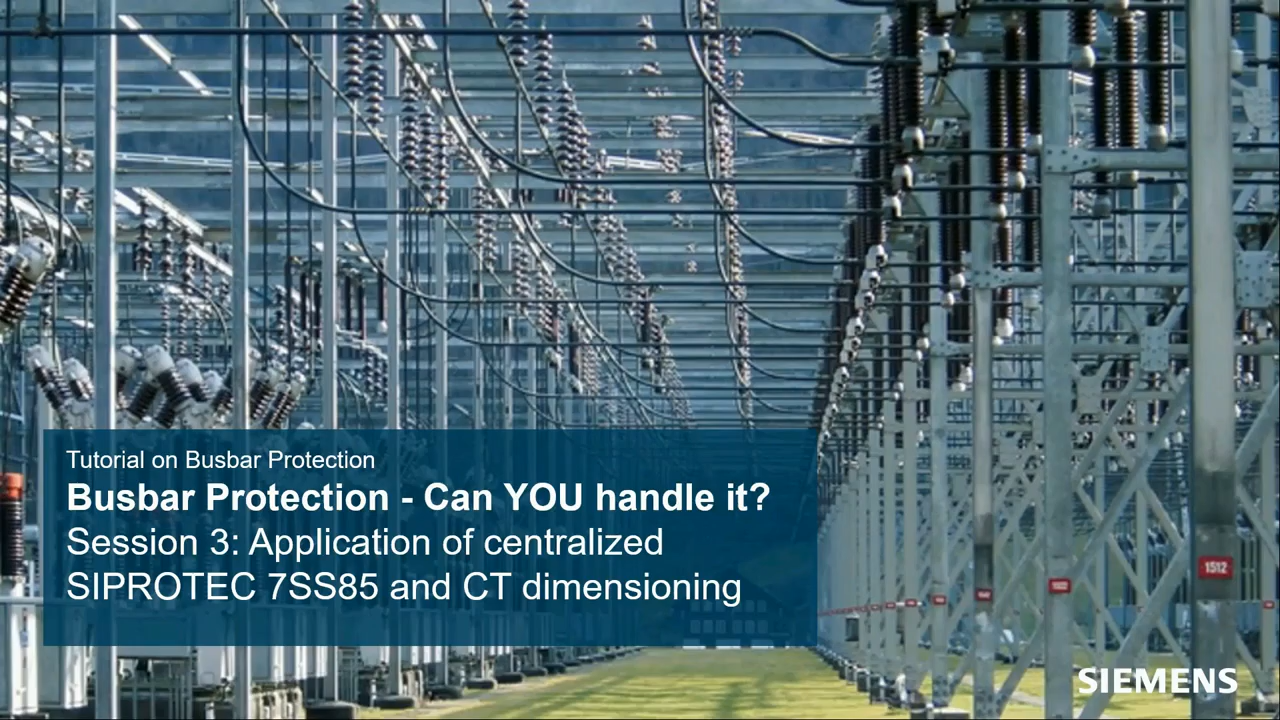 Tutorial on Busbar Protection
Busbar Protection - Can YOU handle it?
Session 3: Application of centralized
SIPROTEC 7SS85 and CT dimensioning
1512
SIEMENS